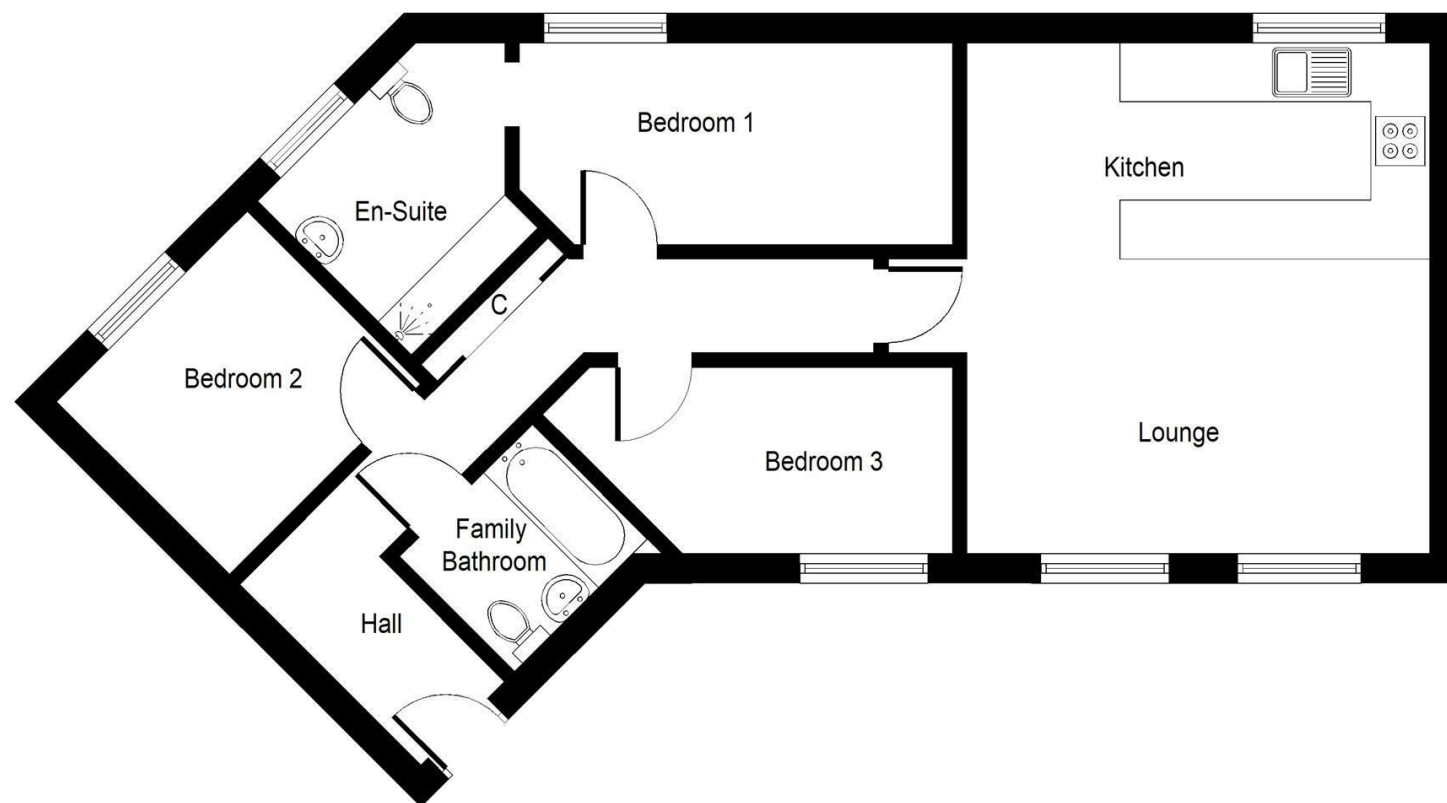 Bedroom 1
Kitchen
En-Suite
C
Bedroom 2
Lounge
Bedroom 3
Family
Bathroom
Hall